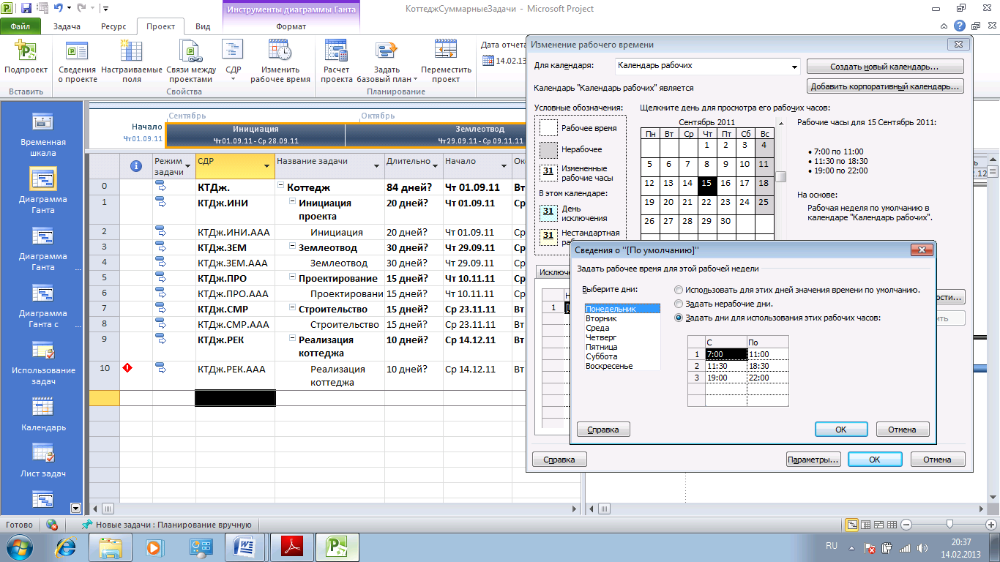 Инструменты диаграммы Ганта
КоттеджСуммарныеЗадачи - Microsoft Project
Файл Задача Ресурс Проект Вид Формат
Подпроект
Сведения о проекте
Настраиваемые поля
Связи между проектами
СДР
Изменить рабочее время
Расчет проекта
Задать базовый план
Переместить проект
Дата отчета
14.02.13
Вставить Свойства Планирование
Временная шкала
Диаграмма Ганта
Диаграмма Ганта ...
Диаграмма Ганта с ...
Использование задач
Календарь
Лист задач
Сентябрь Октябрь
Начало
Чт 01.09.11
Инициация
Чт 01.09.11 - Ср 28.09.11
Землеотвод
Чт 29.09.11 - Ср 09.11.11
Режим задачи СДР Название задачи Длительно Начало Ок
0 КТДж. Коттедж 84 дней? Чт 01.09.11 Вт
1 КТДж.ИНИ Инициация проекта 20 дней? Чт 01.09.11 Ср
2 КТДж.ИНИ.ААА Инициация 20 дней? Чт 01.09.11 Ср
3 КТДж.ЗЕМ Землеотвод 30 дней? Чт 29.09.11 Ср
4 КТДж.ЗЕМ.ААА Землеотвод 30 дней? Чт 29.09.11 Ср
5 КТДж.ПРО Проектирование 15 дней? Чт 10.11.11 Ср
6 КТДж.ПРО.ААА Проектировани 15 дней? Чт 10.11.11 Ср
7 КТДж.СМР Строительство 15 дней? Ср 23.11.11 Вт
8 КТДж.СМР.ААА Строительство 15 дней? Ср 23.11.11 Вт
9 КТДж.РЕК Реализация коттеджа 10 дней? Ср 14.12.11 Вт
10 КТДж.РЕК.ААА Реализация коттеджа 10 дней? Ср 14.12.11 Вт
Изменение рабочего времени
Для календаря: Календарь рабочих
Создать новый календарь...
Календарь "Календарь рабочих" является
Добавить корпоративный календарь...
Условные обозначения:
Рабочее время
Нерабочее
31 Измененные рабочие часы
В этом календаре:
31 День исключения
31 Нестандартная
Щелкните день для просмотра его рабочих часов:
Сентябрь 2011
Пн Вт Ср Чт Пт Сб Вс
1 2 3 4
5 6 7 8 9 10 11
12 13 14 15 16 17 18
19 20 21 22 23 24 25
26 27 28 29 30
Рабочие часы для 15 Сентябрь 2011:
• 7:00 по 11:00
• 11:30 по 18:30
• 19:00 по 22:00
На основе:
Рабочая неделя по умолчанию в
календаре "Календарь рабочих".
Исключе
1
Сведения о "[По умолчанию]"
Задать рабочее время для этой рабочей недели
Выберите дни:
Понедельник
Вторник
Среда
Четверг
Пятница
Суббота
Воскресенье
Использовать для этих дней значения времени по умолчанию.
Задать нерабочие дни.
Задать дни для использования этих рабочих часов:
С По
1 7:00 11:00
2 11:30 18:30
3 19:00 22:00
Справка ОК Отмена
Справка Параметры... ОК Отмена
Готово Новые задачи : Планирование вручную
RU 20:37
14.02.2013